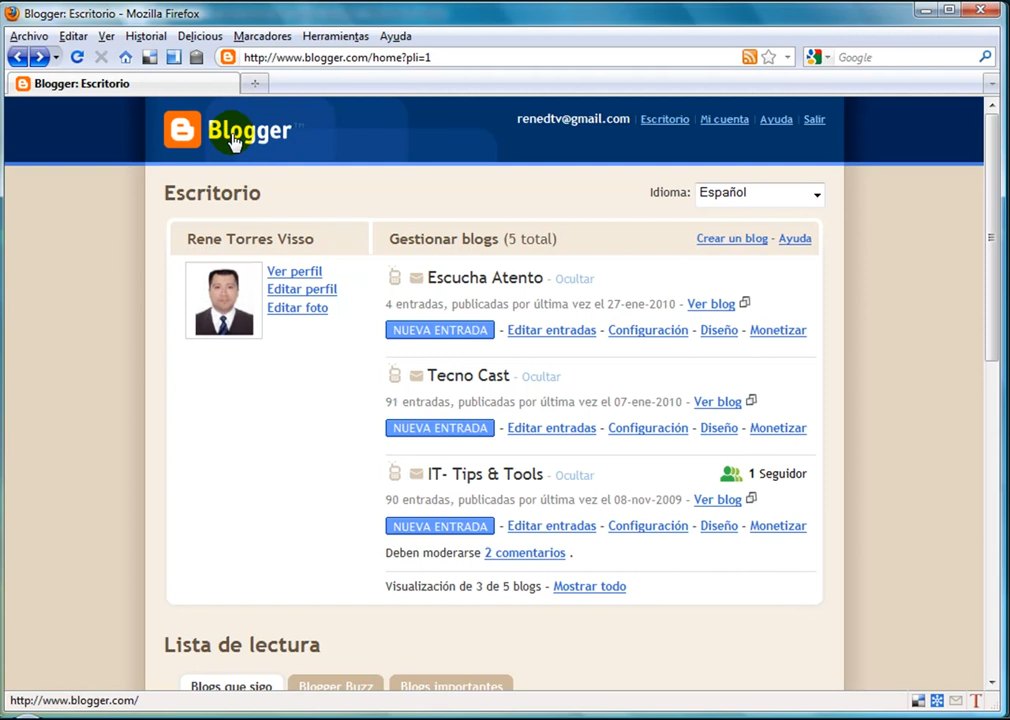 Blogger: Escritorio - Mozilla Firefox
Archivo Editar Ver Historial Delicious Marcadores Herramientas Ayuda
http://www.blogger.com/home?pli=1 Google
Blogger: Escritorio
Blogger™ renedtv@gmail.com Escritorio Mi cuenta Ayuda Salir
Escritorio Idioma: Español
Rene Torres Visso Gestionar blogs (5 total) Crear un blog - Ayuda
Ver perfil Escucha Atento - Ocultar
Editar perfil 4 entradas, publicadas por última vez el 27-ene-2010 - Ver blog
Editar foto NUEVA ENTRADA - Editar entradas - Configuración - Diseño - Monetizar
Tecno Cast - Ocultar
91 entradas, publicadas por última vez el 07-ene-2010 - Ver blog
NUEVA ENTRADA - Editar entradas - Configuración - Diseño - Monetizar
IT- Tips & Tools - Ocultar 1 Seguidor
90 entradas, publicadas por última vez el 08-nov-2009 - Ver blog
NUEVA ENTRADA - Editar entradas - Configuración - Diseño - Monetizar
Deben moderarse 2 comentarios .
Visualización de 3 de 5 blogs - Mostrar todo
Lista de lectura
Blogs que sigo Blogger Buzz Blogs importantes
http://www.blogger.com/